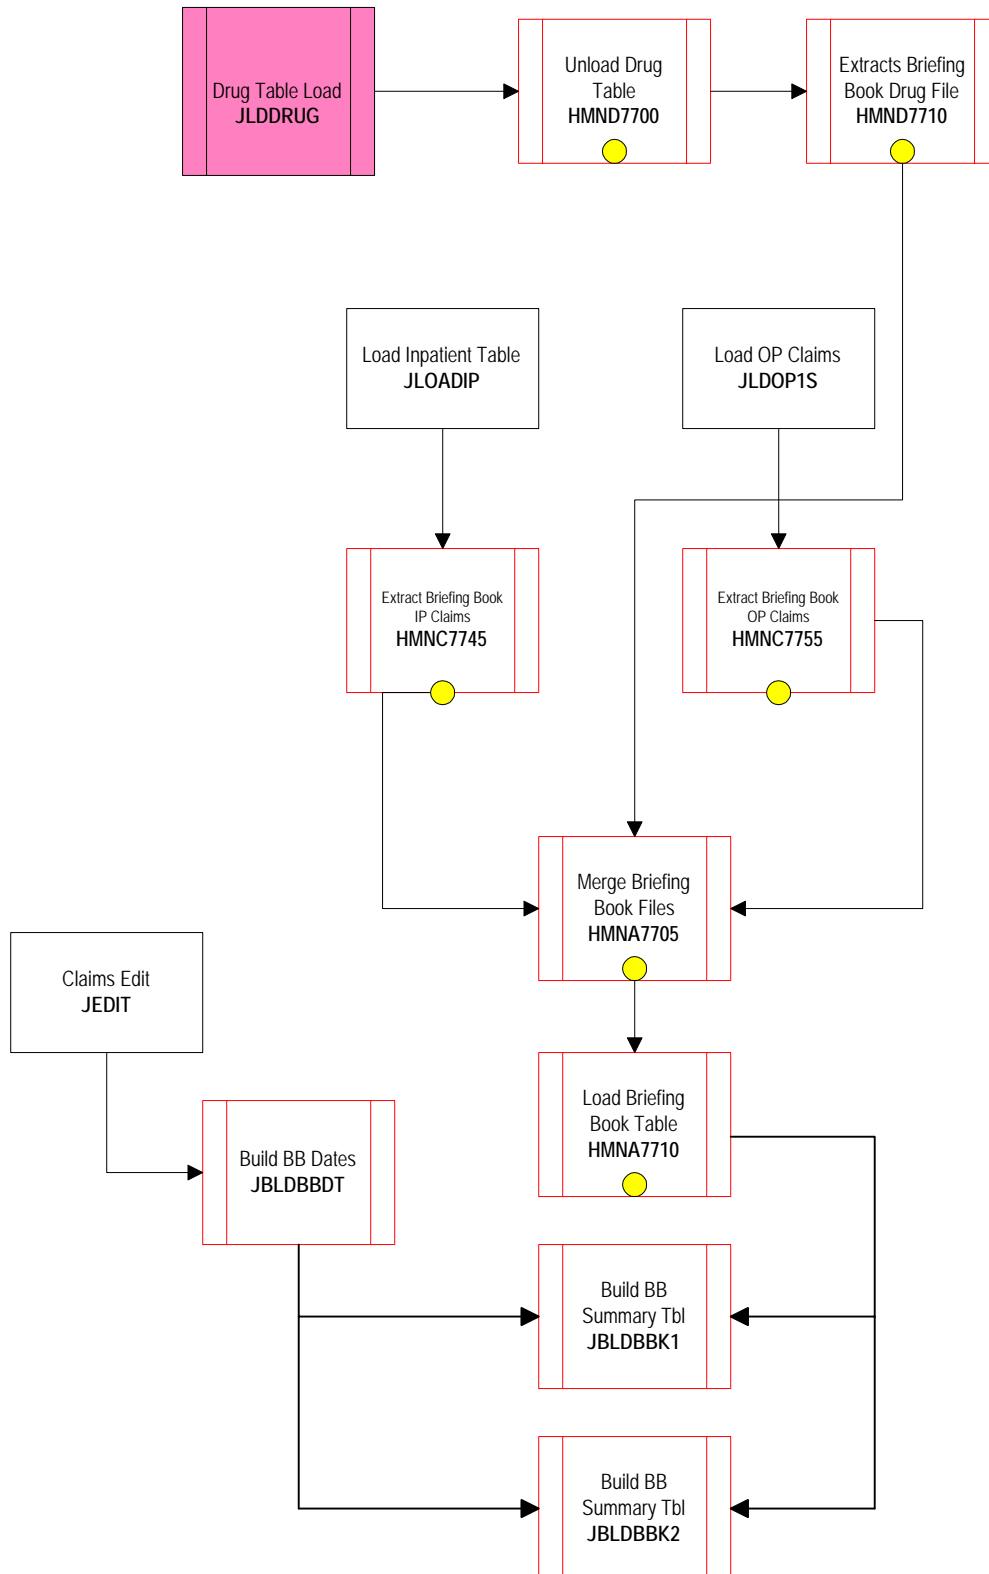 Drug Table Load
JLDDRUG
Unload Drug
Table
HMND7700
Extracts Briefing
Book Drug File
HMND7710
Load Inpatient Table
JLOADIP
Load OP Claims
JLDOP1S
Extract Briefing Book
IP Claims
HMNC7745
Extract Briefing Book
OP Claims
HMNC7755
Merge Briefing
Book Files
HMNA7705
Claims Edit
JEDIT
Load Briefing
Book Table
HMNA7710
Build BB Dates
JBLDBBDT
Build BB
Summary Tbl
JBLDBBK1
Build BB
Summary Tbl
JBLDBBK2